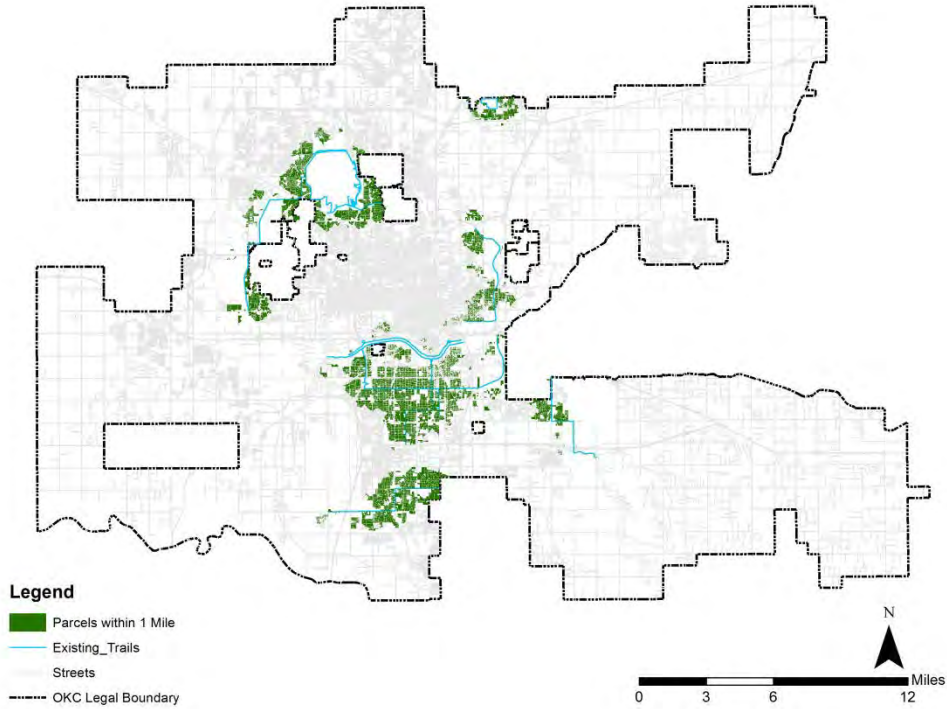 Legend
Parcels within 1 Mile
Existing_Trails
Streets
OKC Legal Boundary
N
Miles
0 3 6 12